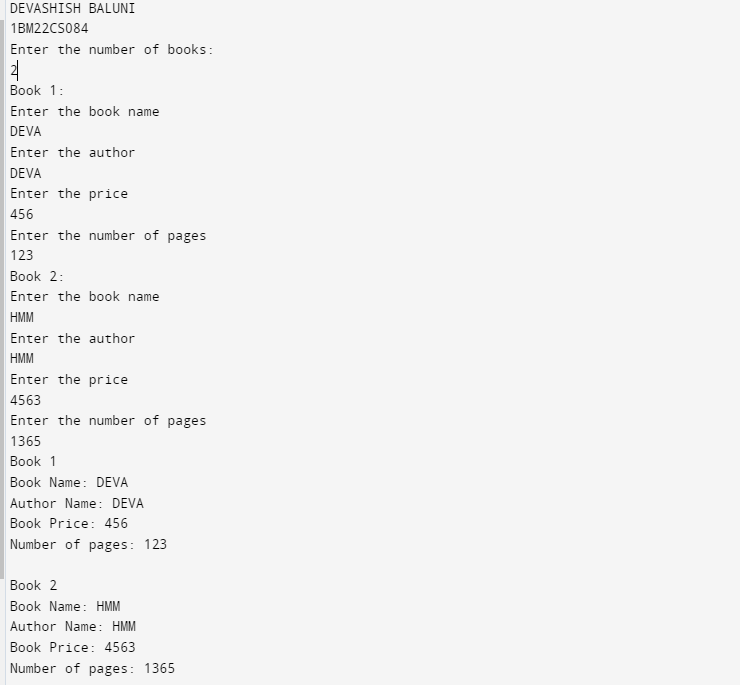 DEVASHISH BALUNI
1BM22CS084
Enter the number of books:
2
Book 1:
Enter the book name
DEVA
Enter the author
DEVA
Enter the price
456
Enter the number of pages
123
Book 2:
Enter the book name
HMM
Enter the author
HMM
Enter the price
4563
Enter the number of pages
1365
Book 1
Book Name: DEVA
Author Name: DEVA
Book Price: 456
Number of pages: 123
Book 2
Book Name: HMM
Author Name: HMM
Book Price: 4563
Number of pages: 1365